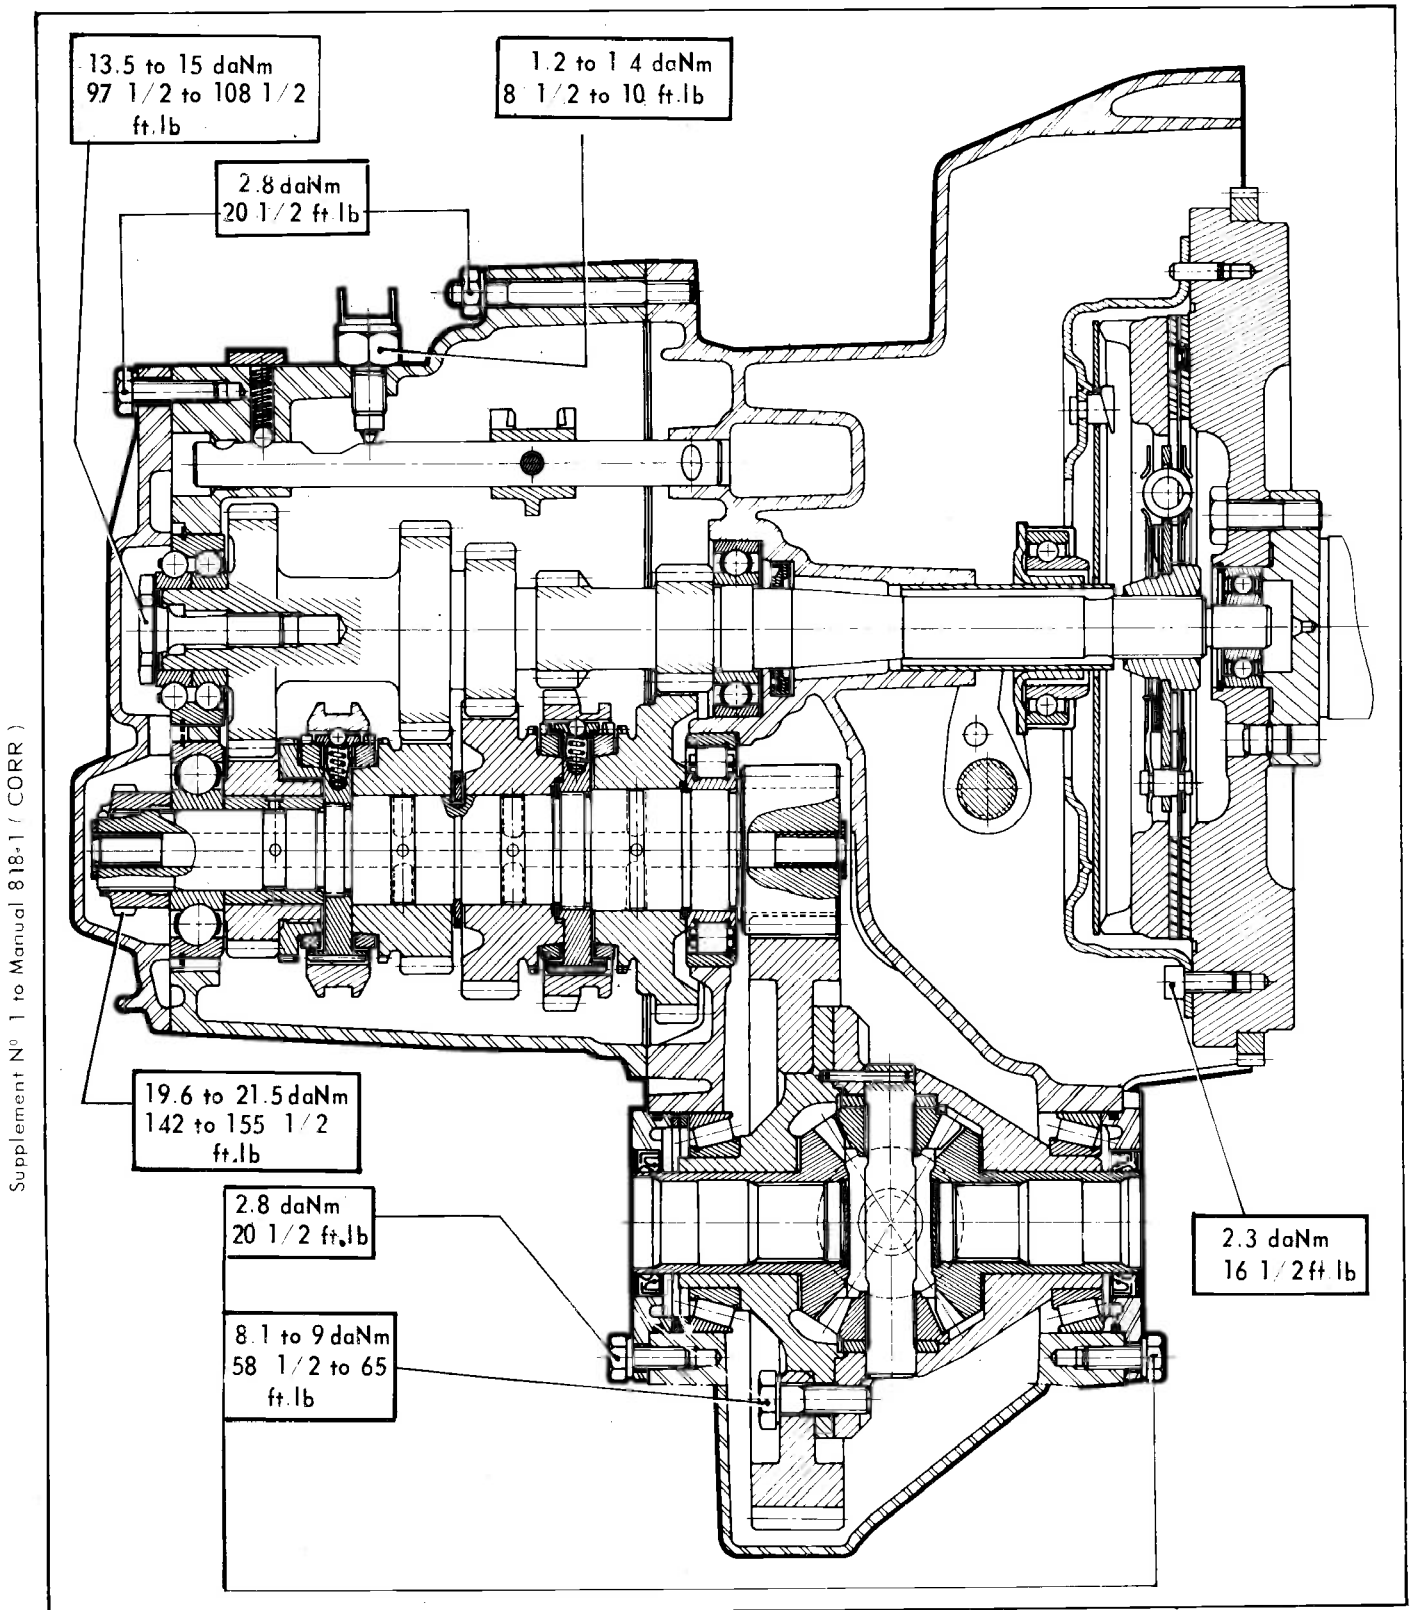 13.5 to 15 daNm
97 1/2 to 108 1/2
ft.lb
1.2 to 1 4 daNm
8 1/2 to 10 ft.lb
2.8 daNm
20 1/2 ft.lb
19.6 to 21.5 daNm
142 to 155 1/2
ft.lb
2.8 daNm
20 1/2 ft.lb
8.1 to 9 daNm
58 1/2 to 65
ft.lb
2.3 daNm
16 1/2 ft lb
Supplement Nº 1 to Manual 818-1 ( CORR )